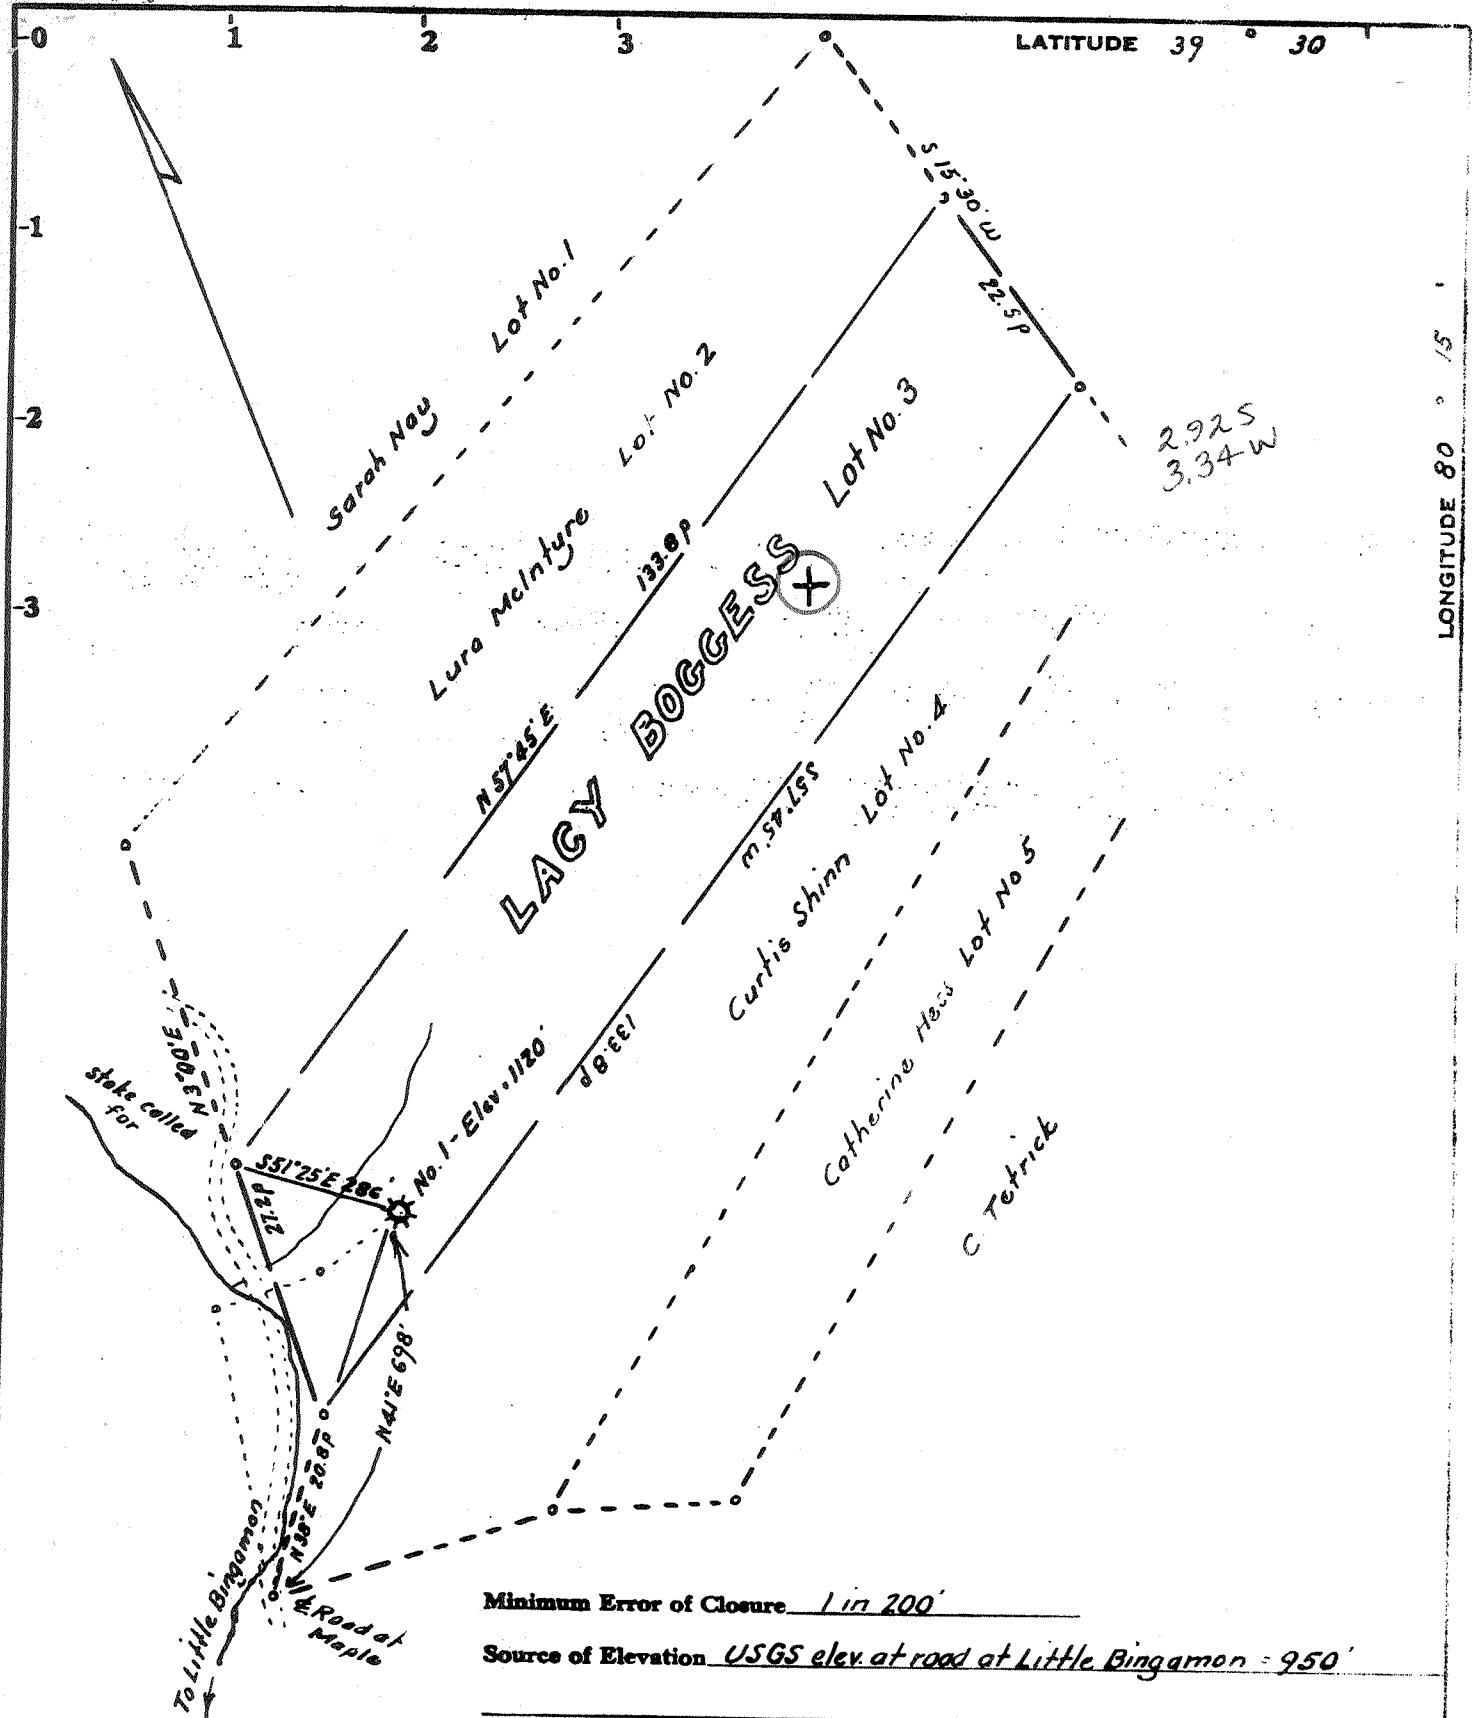 0
1
2
3
LATITUDE 39 ° 30
-1
-2
-3
LONGITUDE 80 ° 15 '
S 15°30' W
22.5P
2.92 S
3.34 W
Sarah Nay Lot No. 1
Lura McIntyre Lot No. 2
Lot No. 3
133.8P
N 57°45' E
LACY BOGGESS
S 57°45' W
133.8P
Curtis Shinn Lot No. 4
Catherine Hess Lot No 5
C. Tetrick
N 3°00' E
stake called
for
S51°25'E 286'
No. 1 - Elev. 1120'
27.2P
N41°E 698'
N38°E 20.8P
To Little Bingamon
℄ Road at
Maple
Minimum Error of Closure 1 in 200'
Source of Elevation USGS elev. at road at Little Bingamon = 950'